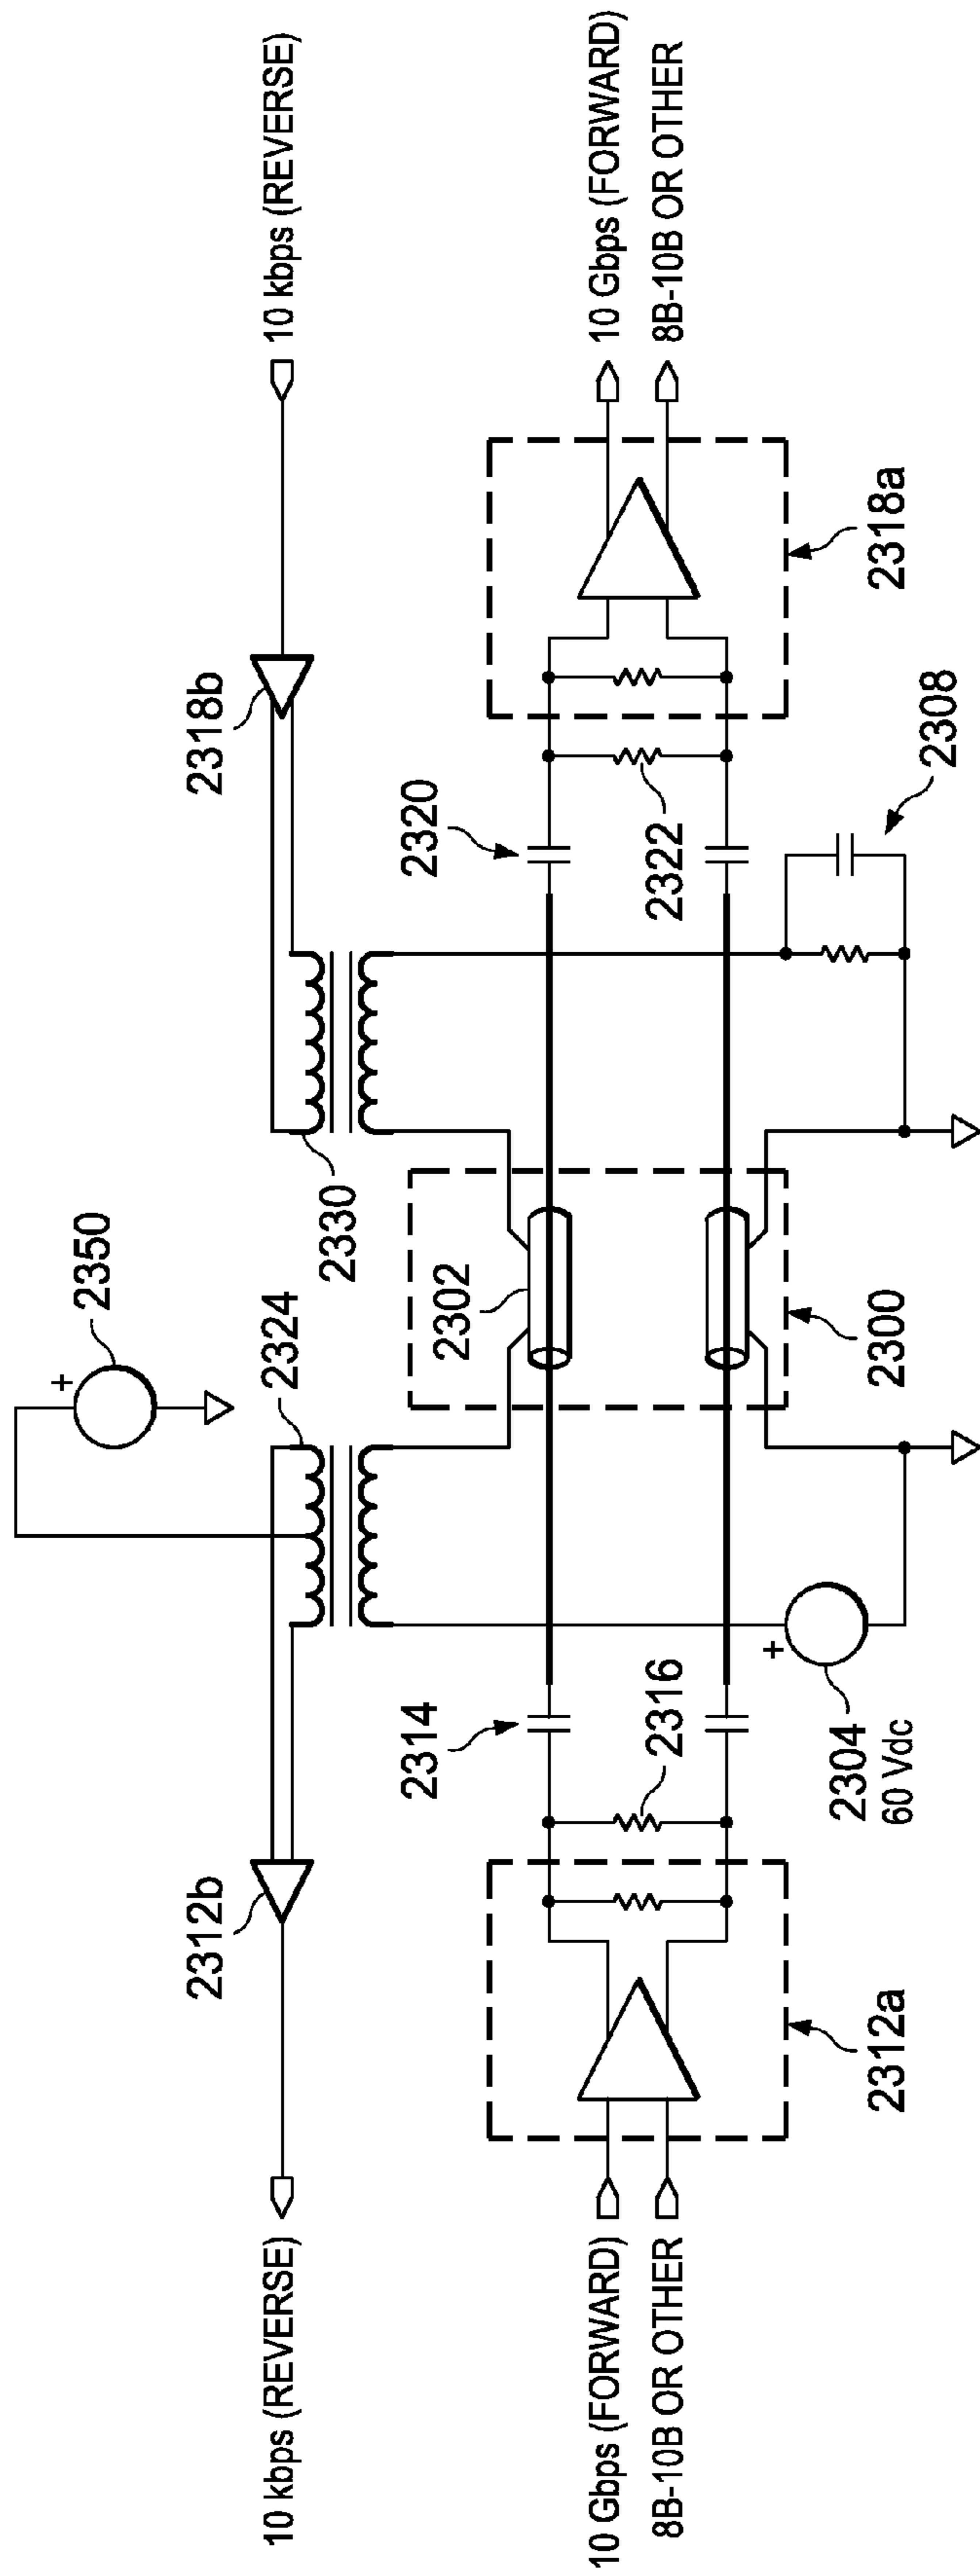 2350
+
10 kbps (REVERSE)
2312b
2324
2330
2318b
10 kbps (REVERSE)
2314
2302
2320
10 Gbps (FORWARD)
8B-10B OR OTHER
2316
2322
10 Gbps (FORWARD)
8B-10B OR OTHER
2312a
+
2304
60 Vdc
2300
2308
2318a